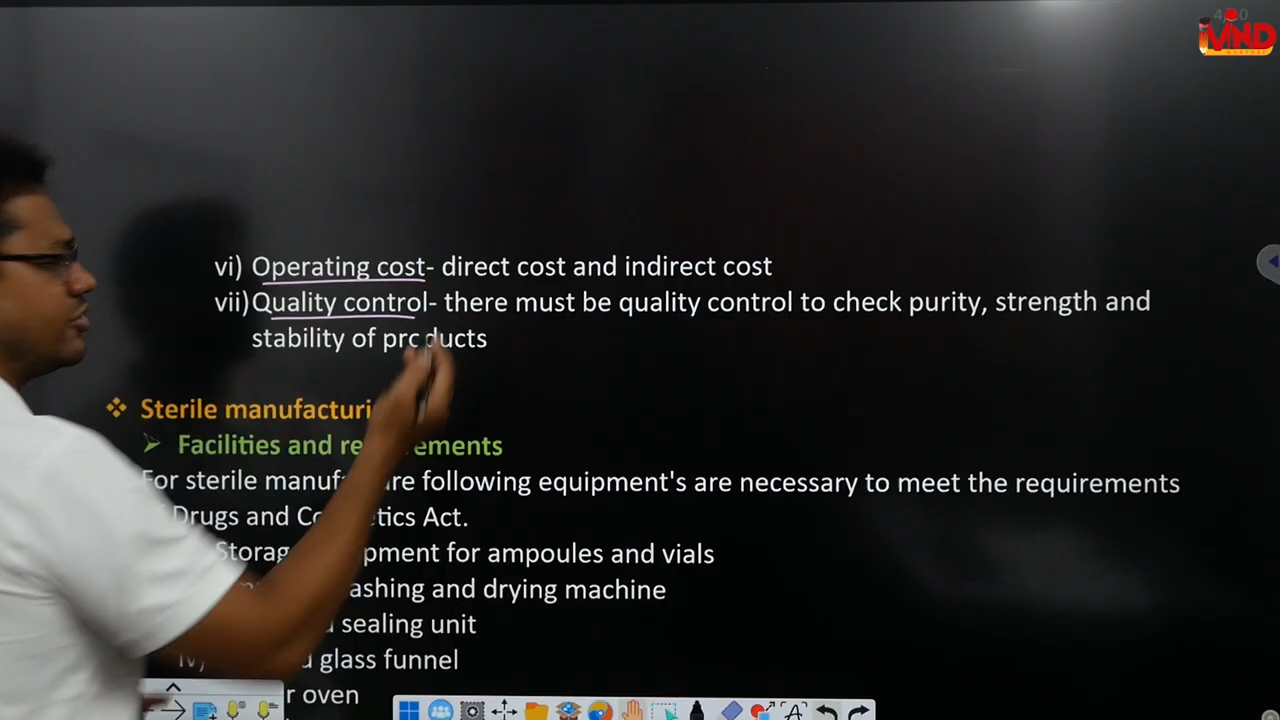 iVND
vi) Operating cost- direct cost and indirect cost
vii) Quality control- there must be quality control to check purity, strength and
stability of products
Sterile manufacturi
Facilities and re ements
For sterile manufa re following equipment's are necessary to meet the requirements
Drugs and Co etics Act.
Storag pment for ampoules and vials
ashing and drying machine
sealing unit
iv) glass funnel
r oven